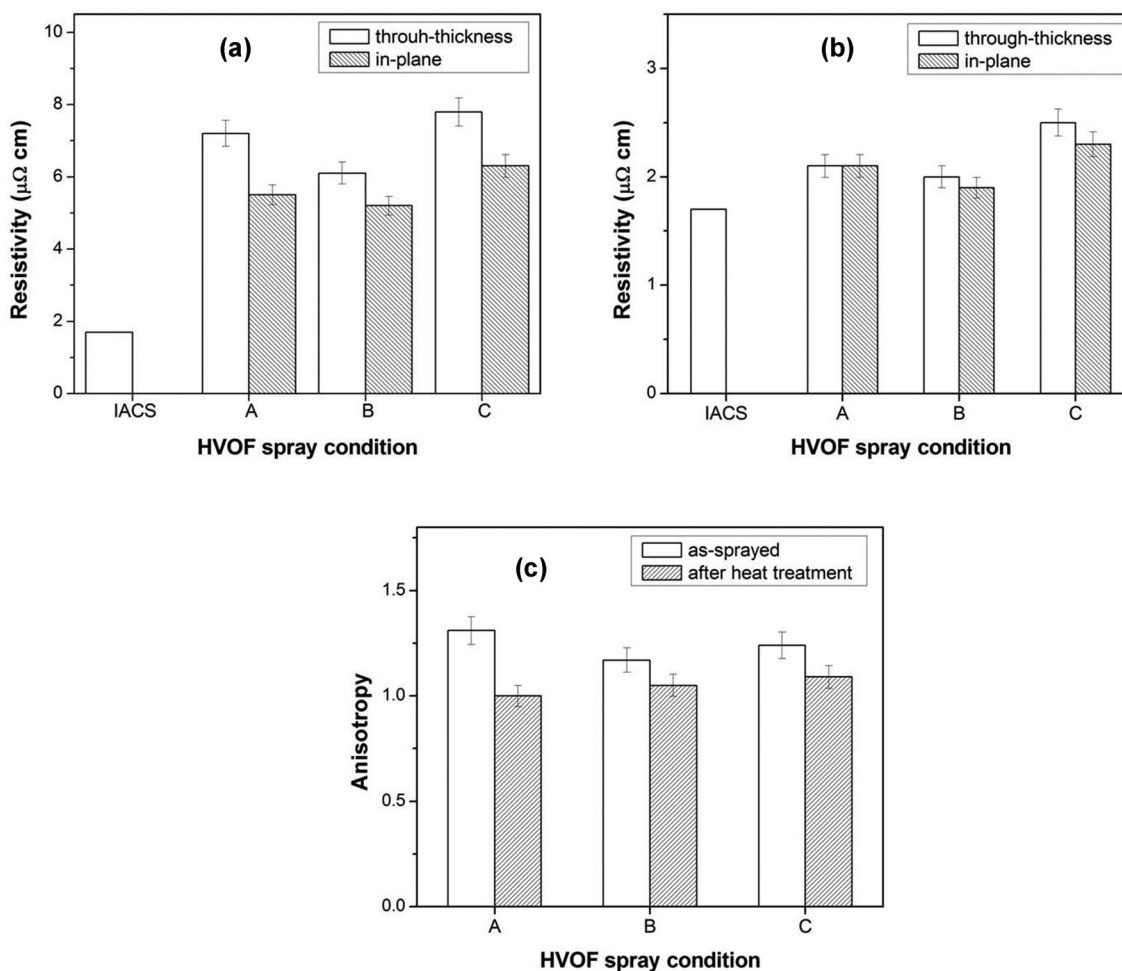 (a)
throuh-thickness
in-plane
10
8
6
4
2
0
Resistivity (μΩ cm)
IACS A B C
HVOF spray condition
(b)
through-thickness
in-plane
3
2
1
0
Resistivity (μΩ cm)
IACS A B C
HVOF spray condition
(c)
as-sprayed
after heat treatment
1.5
1.0
0.5
0.0
Anisotropy
A B C
HVOF spray condition